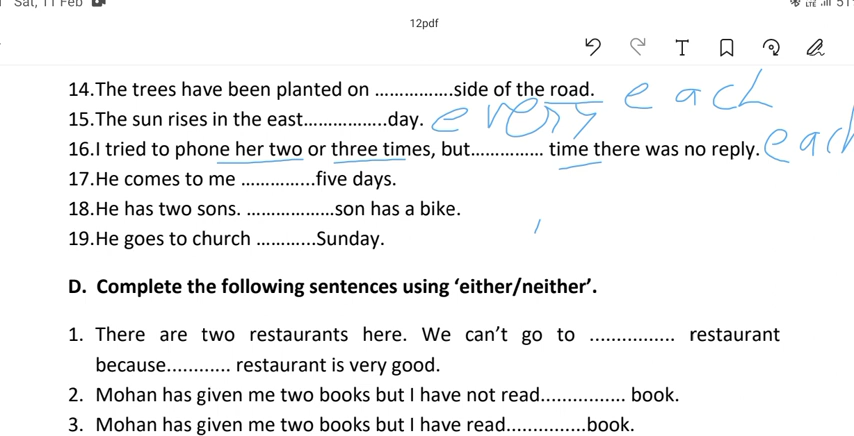 Sat, 11 Feb
12pdf
T
14.The trees have been planted on ...............side of the road. each
15.The sun rises in the east.................day. every
16.I tried to phone her two or three times, but............... time there was no reply. each
17.He comes to me ...............five days.
18.He has two sons. ..................son has a bike.
19.He goes to church ............Sunday.
D. Complete the following sentences using ‘either/neither’.
1. There are two restaurants here. We can’t go to ................ restaurant
because............ restaurant is very good.
2. Mohan has given me two books but I have not read................ book.
3. Mohan has given me two books but I have read...............book.